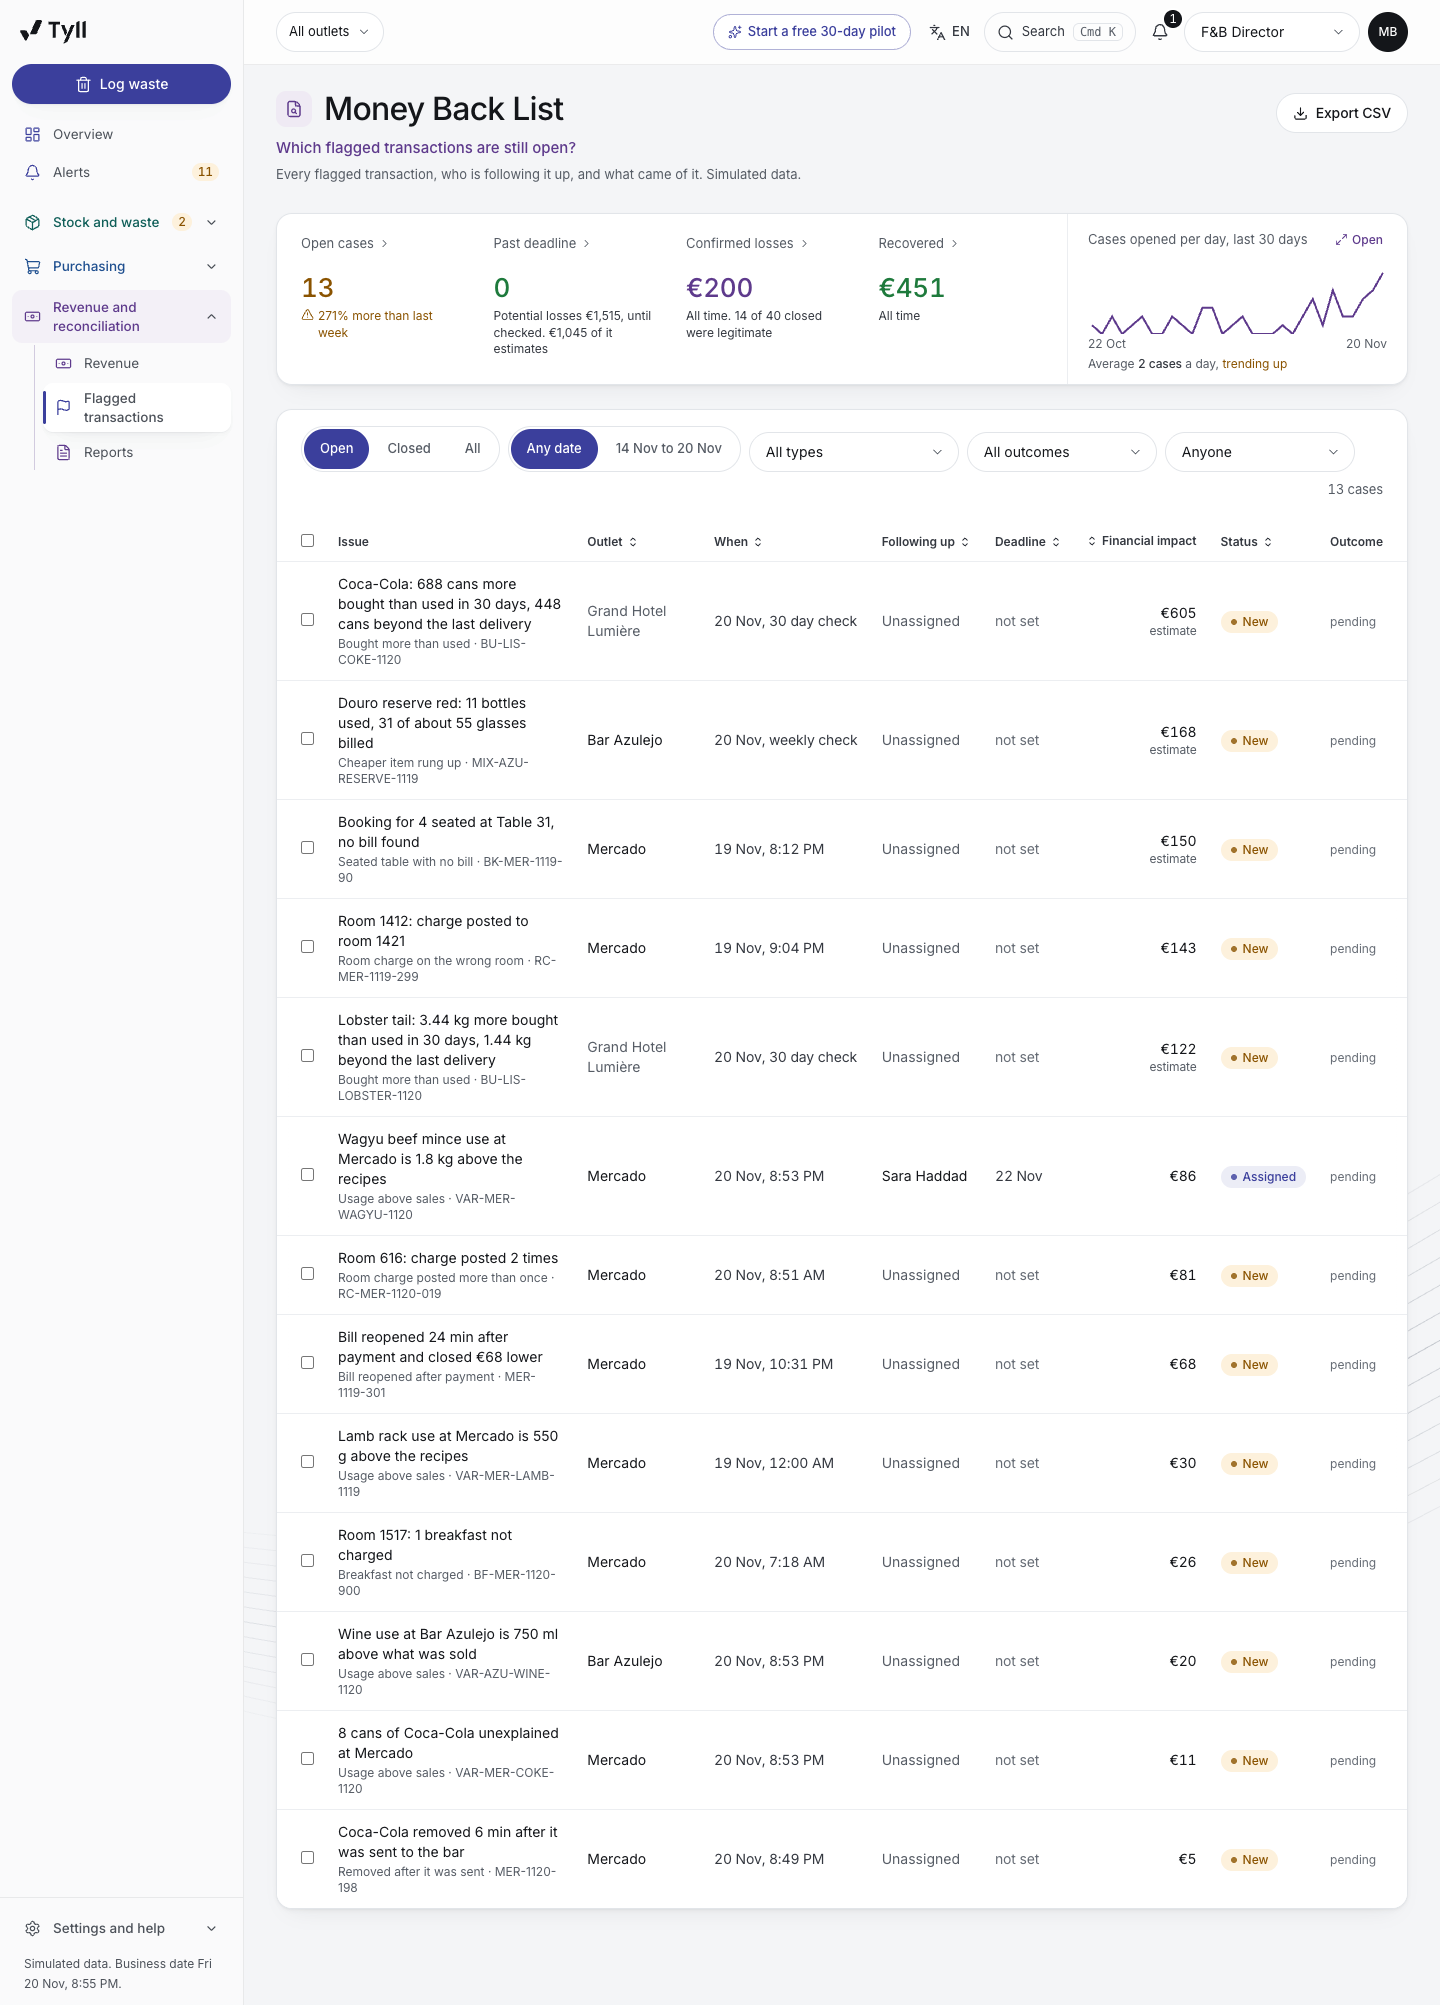 Tyll
Log waste
Overview
Alerts 11
Stock and waste 2
Purchasing
Revenue and
reconciliation
Revenue
Flagged
transactions
Reports
Settings and help
Simulated data. Business date Fri
20 Nov, 8:55 PM.
All outlets
Start a free 30-day pilot
EN
Search Cmd K
1
F&B Director
MB
Money Back List
Export CSV
Which flagged transactions are still open?
Every flagged transaction, who is following it up, and what came of it. Simulated data.
Open cases
13
271% more than last
week
Past deadline
0
Potential losses €1,515, until
checked. €1,045 of it
estimates
Confirmed losses
€200
All time. 14 of 40 closed
were legitimate
Recovered
€451
All time
Cases opened per day, last 30 days
Open
22 Oct 20 Nov
Average 2 cases a day, trending up
Open Closed All
Any date 14 Nov to 20 Nov
All types
All outcomes
Anyone
13 cases
Issue Outlet When Following up Deadline Financial impact Status Outcome
Coca-Cola: 688 cans more
bought than used in 30 days, 448
cans beyond the last delivery
Bought more than used · BU-LIS-
COKE-1120
Grand Hotel
Lumière
20 Nov, 30 day check
Unassigned
not set
€605
estimate
New
pending
Douro reserve red: 11 bottles
used, 31 of about 55 glasses
billed
Cheaper item rung up · MIX-AZU-
RESERVE-1119
Bar Azulejo
20 Nov, weekly check
Unassigned
not set
€168
estimate
New
pending
Booking for 4 seated at Table 31,
no bill found
Seated table with no bill · BK-MER-1119-
90
Mercado
19 Nov, 8:12 PM
Unassigned
not set
€150
estimate
New
pending
Room 1412: charge posted to
room 1421
Room charge on the wrong room · RC-
MER-1119-299
Mercado
19 Nov, 9:04 PM
Unassigned
not set
€143
New
pending
Lobster tail: 3.44 kg more bought
than used in 30 days, 1.44 kg
beyond the last delivery
Bought more than used · BU-LIS-
LOBSTER-1120
Grand Hotel
Lumière
20 Nov, 30 day check
Unassigned
not set
€122
estimate
New
pending
Wagyu beef mince use at
Mercado is 1.8 kg above the
recipes
Usage above sales · VAR-MER-
WAGYU-1120
Mercado
20 Nov, 8:53 PM
Sara Haddad
22 Nov
€86
Assigned
pending
Room 616: charge posted 2 times
Room charge posted more than once ·
RC-MER-1120-019
Mercado
20 Nov, 8:51 AM
Unassigned
not set
€81
New
pending
Bill reopened 24 min after
payment and closed €68 lower
Bill reopened after payment · MER-
1119-301
Mercado
19 Nov, 10:31 PM
Unassigned
not set
€68
New
pending
Lamb rack use at Mercado is 550
g above the recipes
Usage above sales · VAR-MER-LAMB-
1119
Mercado
19 Nov, 12:00 AM
Unassigned
not set
€30
New
pending
Room 1517: 1 breakfast not
charged
Breakfast not charged · BF-MER-1120-
900
Mercado
20 Nov, 7:18 AM
Unassigned
not set
€26
New
pending
Wine use at Bar Azulejo is 750 ml
above what was sold
Usage above sales · VAR-AZU-WINE-
1120
Bar Azulejo
20 Nov, 8:53 PM
Unassigned
not set
€20
New
pending
8 cans of Coca-Cola unexplained
at Mercado
Usage above sales · VAR-MER-COKE-
1120
Mercado
20 Nov, 8:53 PM
Unassigned
not set
€11
New
pending
Coca-Cola removed 6 min after it
was sent to the bar
Removed after it was sent · MER-1120-
198
Mercado
20 Nov, 8:49 PM
Unassigned
not set
€5
New
pending